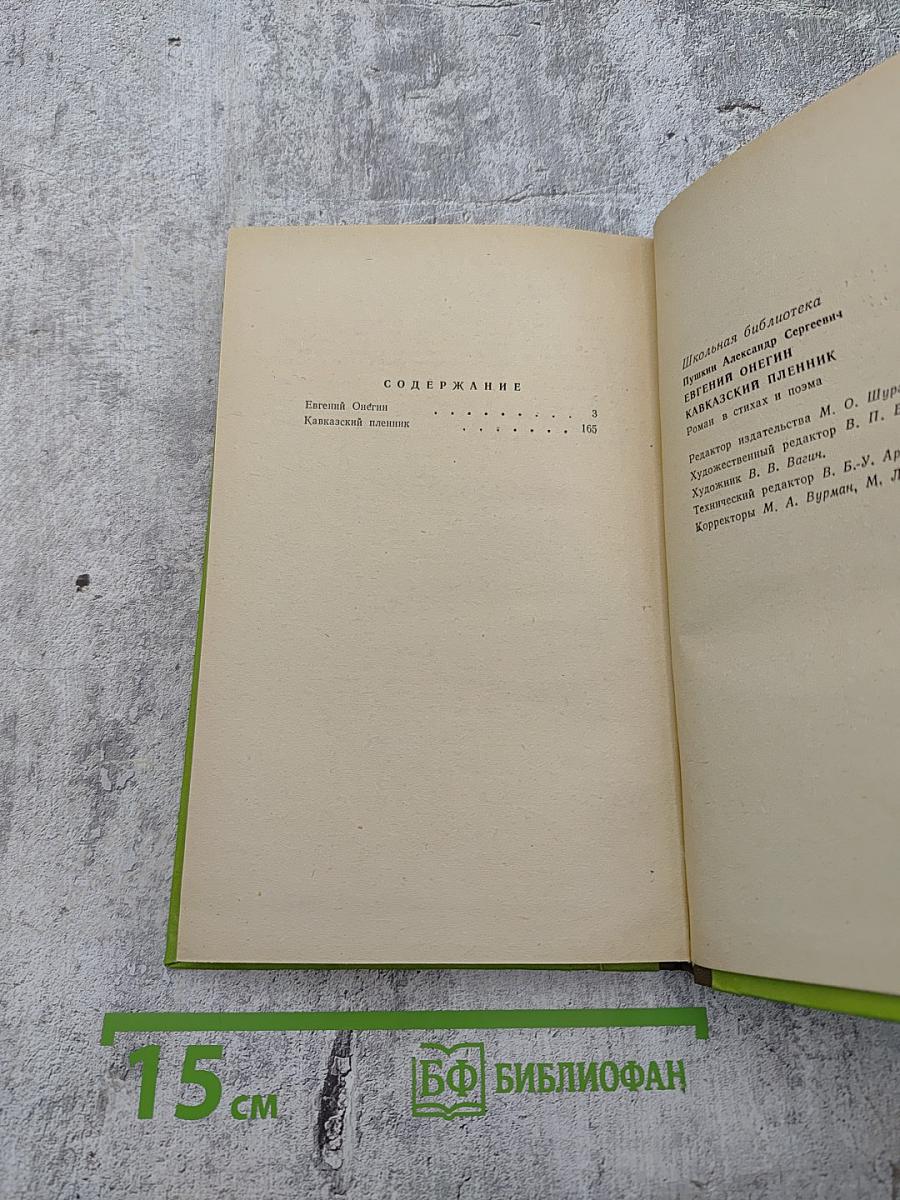 СОДЕРЖАНИЕ
Евгений Онегин . . . . . . . . . 3
Кавказский пленник . . . . . . . 165
Школьная библиотека
Пушкин Александр Сергеевич
ЕВГЕНИЙ ОНЕГИН
КАВКАЗСКИЙ ПЛЕННИК
Роман в стихах и поэма
Редактор издательства М. О.
Художественный редактор В. П.
Художник В. В. Вагин.
Технический редактор В. Б.-У.
Корректоры М. А. Вурман, М.
15 см
БФ БИБЛИОФАН